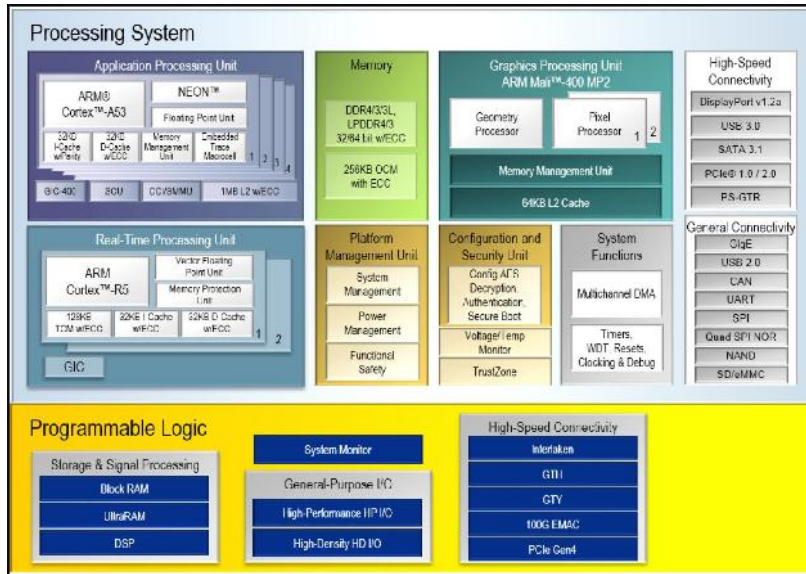 Processing System
Application Processing Unit
ARM®
Cortex™-A53
NEON™
Floating Point Unit
32KB
I-Cache
w/Parity
32KB
D-Cache
w/ECC
Memory
Management
Unit
Embedded
Trace
Macrocell
1
2
3
4
GIC-400
SCU
CCI/SMMU
1MB L2 w/ECC
Memory
DDR4/3/3L,
LPDDR4/3
32/64 bit w/ECC
256KB OCM
with ECC
Graphics Processing Unit
ARM Mali™-400 MP2
Geometry
Processor
Pixel
Processor
1
2
Memory Management Unit
64KB L2 Cache
High-Speed
Connectivity
DisplayPort v1.2a
USB 3.0
SATA 3.1
PCIe® 1.0 / 2.0
PS-GTR
Real-Time Processing Unit
ARM
Cortex™-R5
Vector Floating
Point Unit
Memory Protection
Unit
128KB
TCM w/ECC
32KB I Cache
w/ECC
32KB D-Cache
w/ECC
1
2
GIC
Platform
Management Unit
System
Management
Power
Management
Functional
Safety
Configuration and
Security Unit
Config AES
Decryption,
Authentication,
Secure Boot
Voltage/Temp
Monitor
TrustZone
System
Functions
Multichannel DMA
Timers,
WDT, Resets,
Clocking & Debug
General Connectivity
GigE
USB 2.0
CAN
UART
SPI
Quad SPI NOR
NAND
SD/eMMC
Programmable Logic
Storage & Signal Processing
Block RAM
UltraRAM
DSP
System Monitor
General-Purpose I/O
High-Performance HP I/O
High-Density HD I/O
High-Speed Connectivity
Interlaken
GTH
GTY
100G EMAC
PCIe Gen4